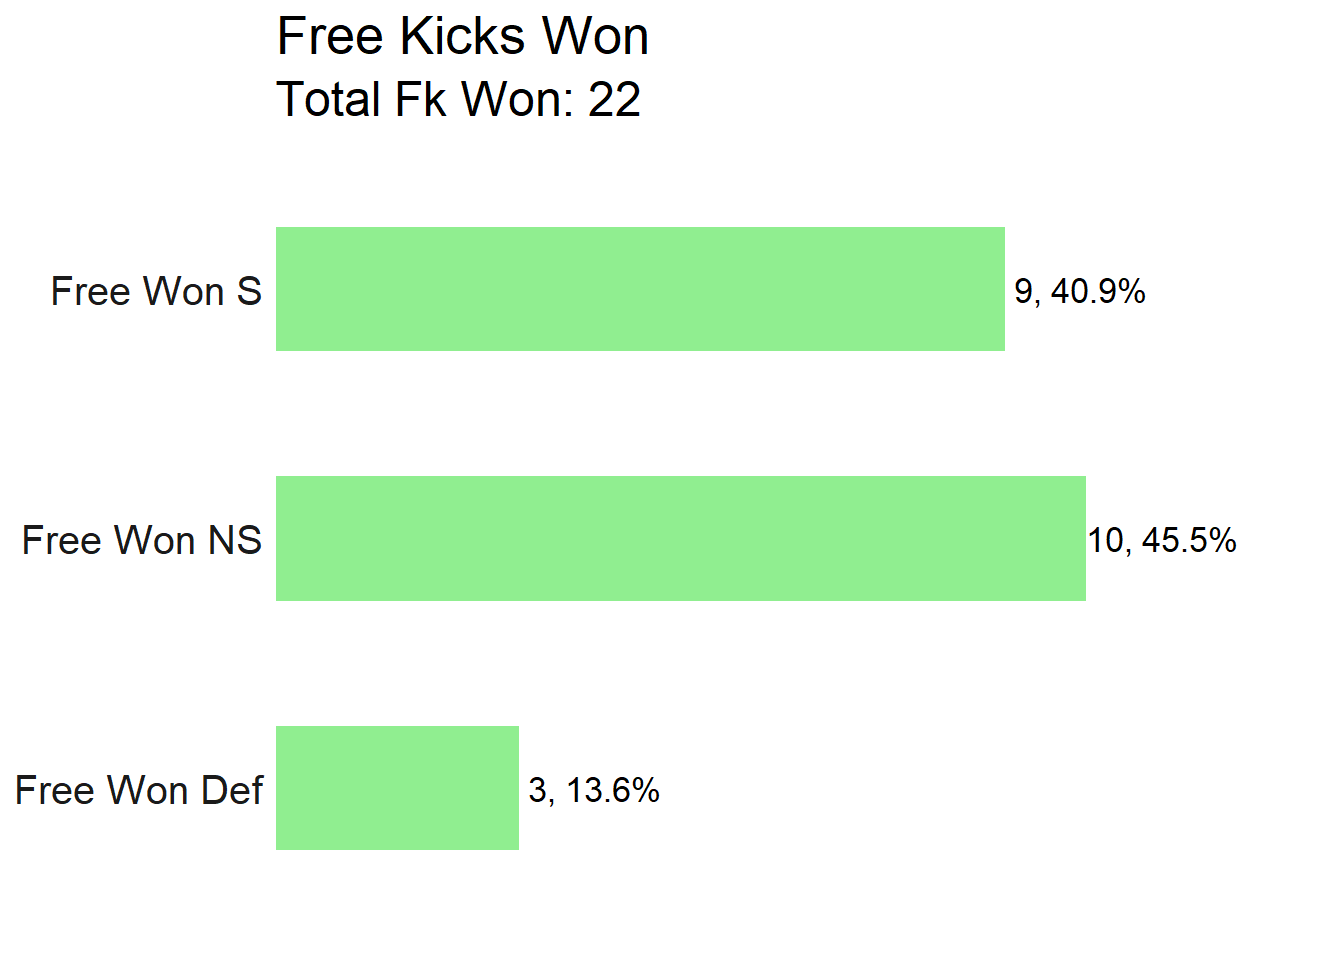 Free Kicks Won
Total Fk Won: 22
Free Won S
9, 40.9%
Free Won NS
10, 45.5%
Free Won Def
3, 13.6%